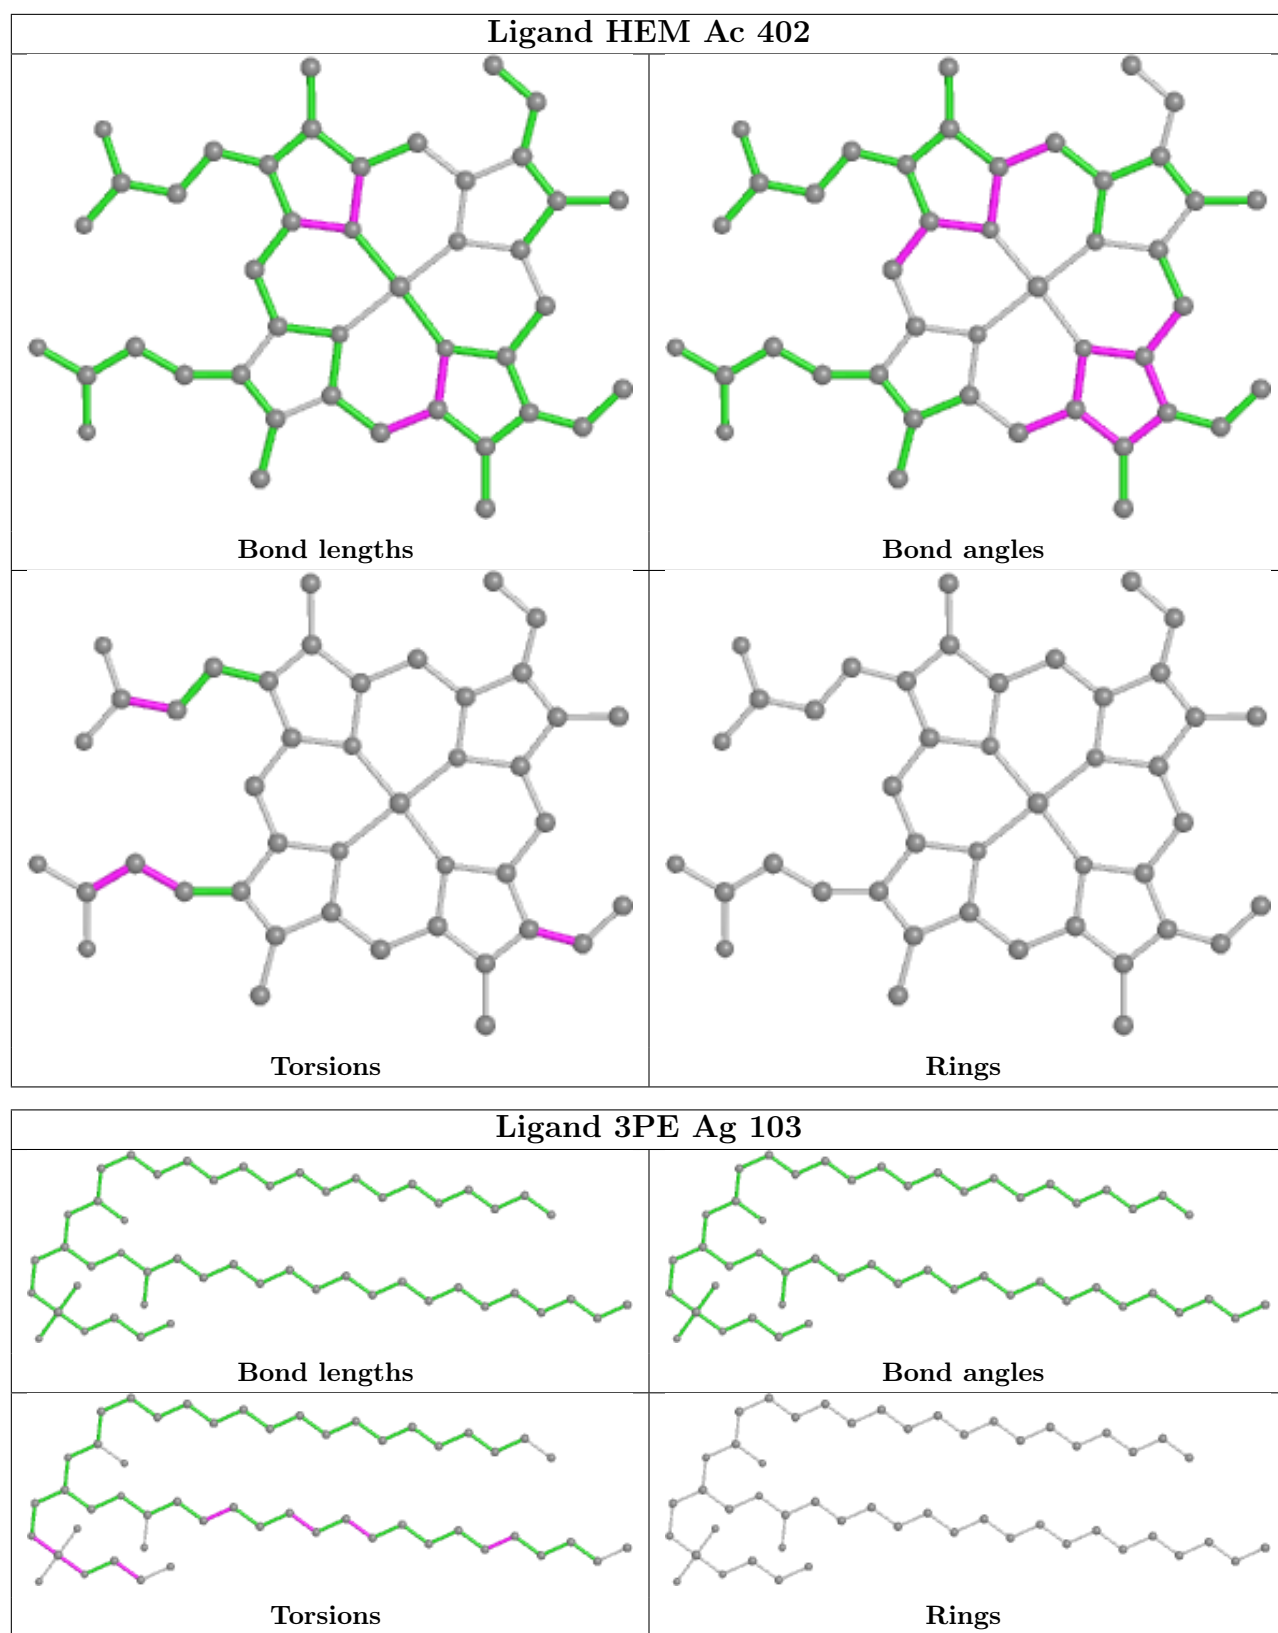 Ligand HEM Ac 402
Bond lengths
Bond angles
Torsions
Rings
Ligand 3PE Ag 103
Bond lengths
Bond angles
Torsions
Rings